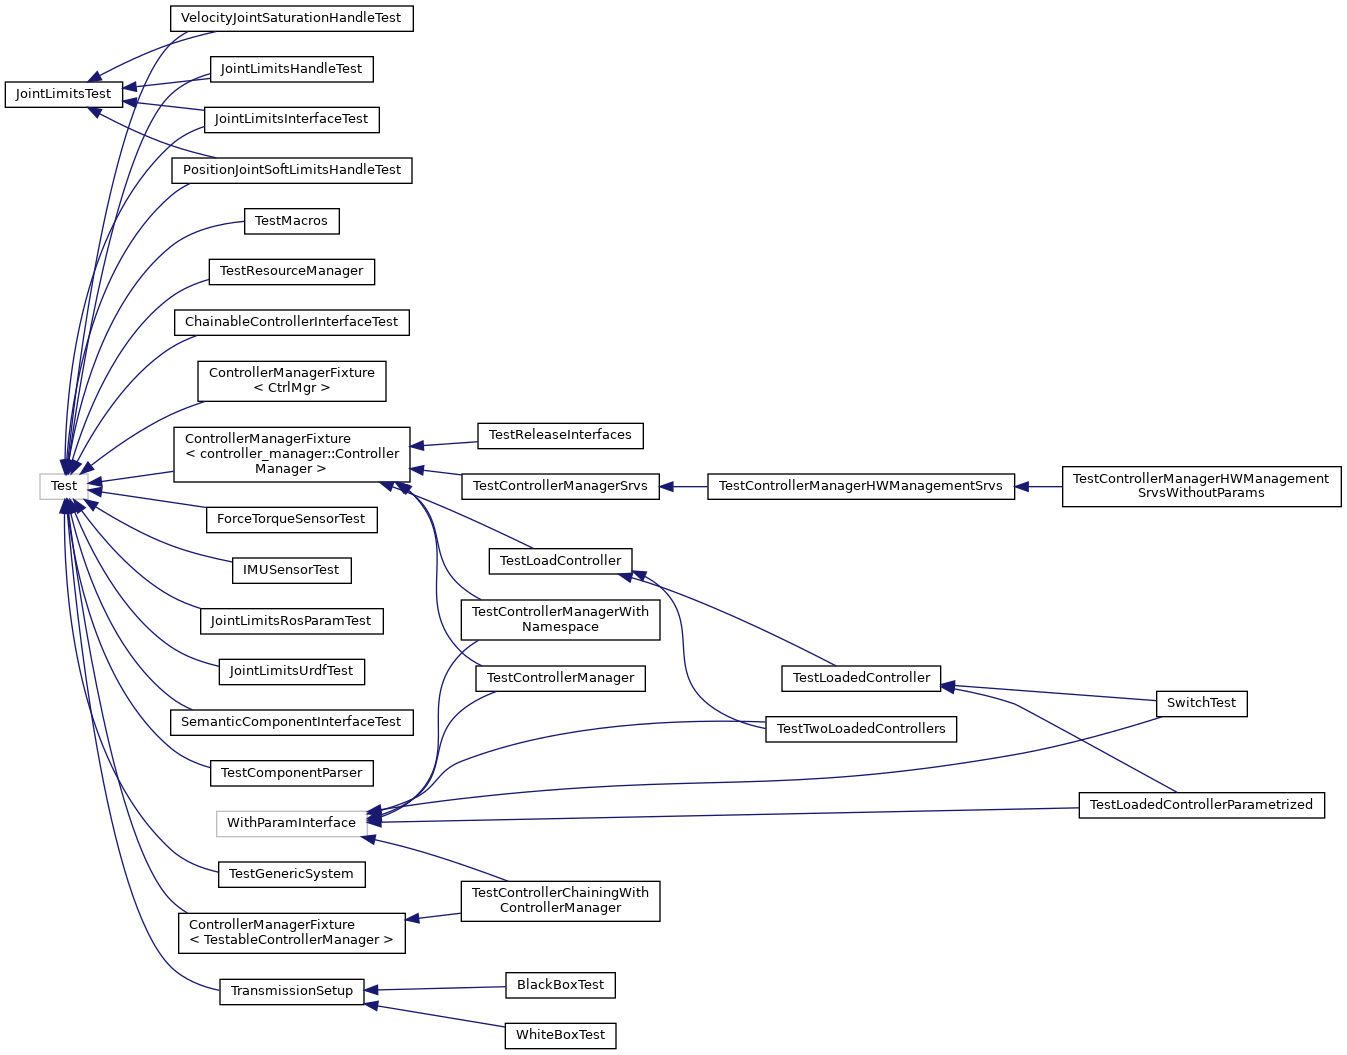 VelocityJointSaturationHandleTest
JointLimitsHandleTest
JointLimitsTest
JointLimitsInterfaceTest
PositionJointSoftLimitsHandleTest
TestMacros
TestResourceManager
ChainableControllerInterfaceTest
ControllerManagerFixture
< CtrlMgr >
ControllerManagerFixture
< controller_manager::Controller
Manager >
TestReleaseInterfaces
Test
TestControllerManagerSrvs
TestControllerManagerHWManagementSrvs
TestControllerManagerHWManagement
SrvsWithoutParams
ForceTorqueSensorTest
IMUSensorTest
TestLoadController
JointLimitsRosParamTest
TestControllerManagerWith
Namespace
JointLimitsUrdfTest
TestControllerManager
TestLoadedController
SemanticComponentInterfaceTest
SwitchTest
TestTwoLoadedControllers
TestComponentParser
TestLoadedControllerParametrized
WithParamInterface
TestGenericSystem
TestControllerChainingWith
ControllerManager
ControllerManagerFixture
< TestableControllerManager >
TransmissionSetup
BlackBoxTest
WhiteBoxTest